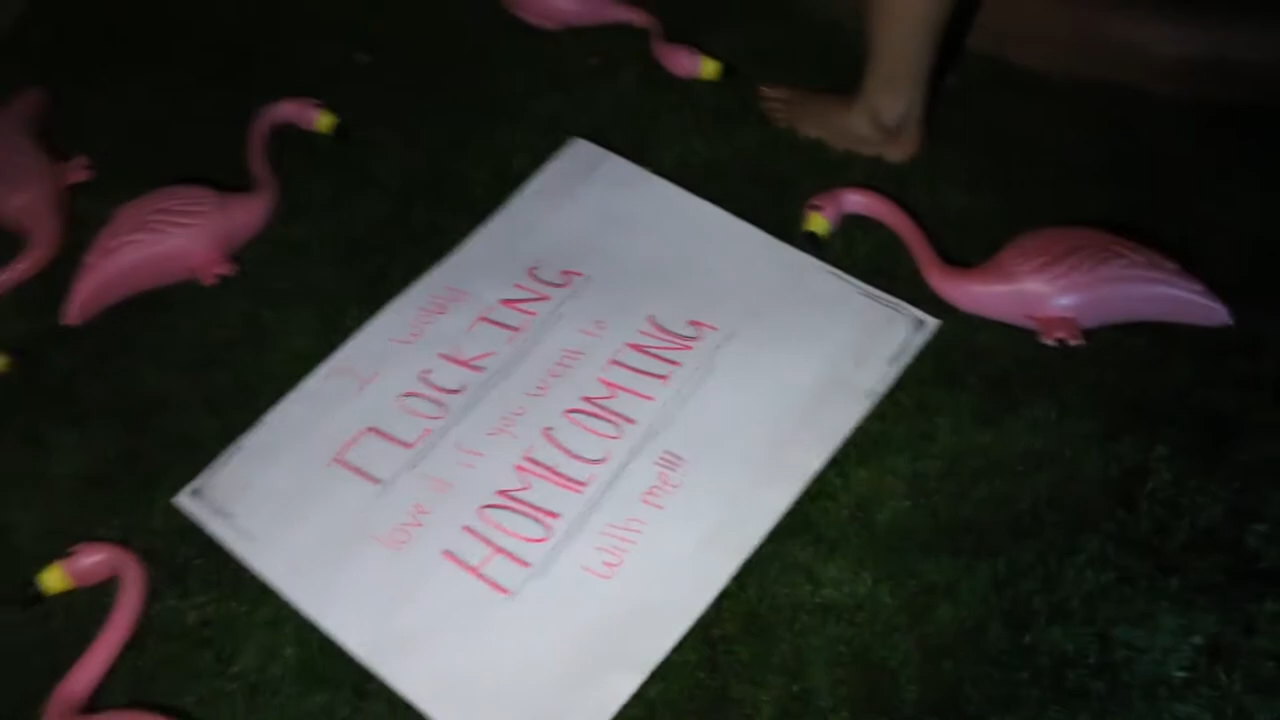 I would
FLOCKING
love it if you went to
HOMECOMING
with me!!!